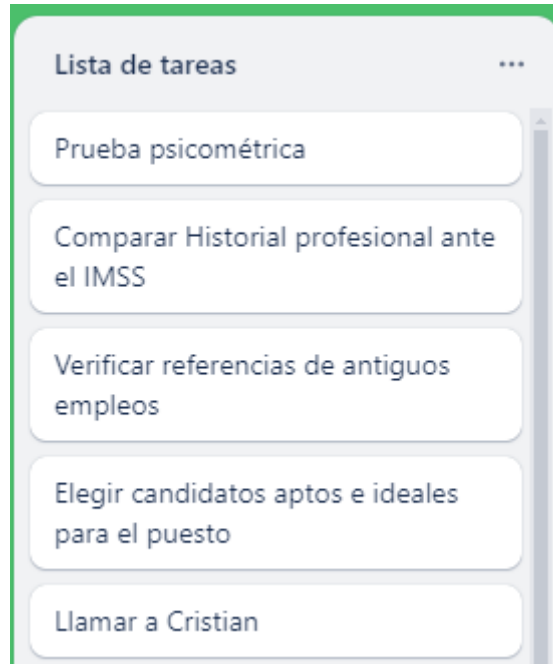 Lista de tareas
Prueba psicométrica
Comparar Historial profesional ante
el IMSS
Verificar referencias de antiguos
empleos
Elegir candidatos aptos e ideales
para el puesto
Llamar a Cristian